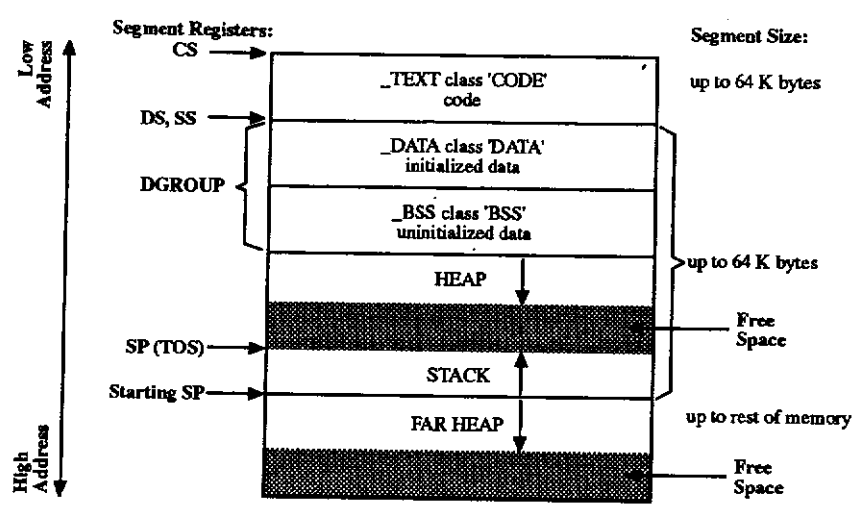 Segment Registers:
Segment Size:
Low
Address
CS
_TEXT class 'CODE'
code
up to 64 K bytes
DS, SS
_DATA class 'DATA'
initialized data
DGROUP
_BSS class 'BSS'
uninitialized data
HEAP
up to 64 K bytes
Free
Space
SP (TOS)
STACK
Starting SP
FAR HEAP
up to rest of memory
High
Address
Free
Space